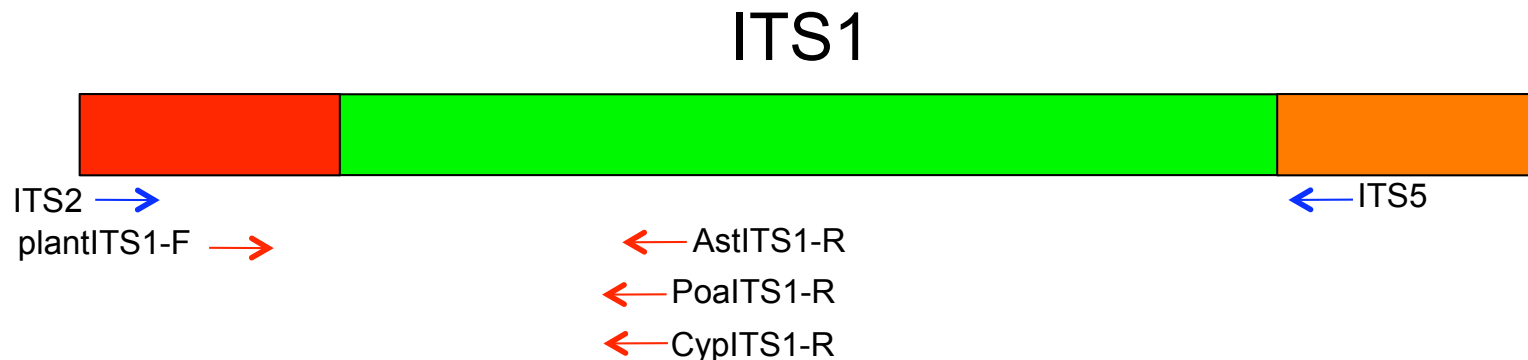 ITS1
ITS2
ITS5
plantITS1-F
AstITS1-R
PoaITS1-R
CypITS1-R